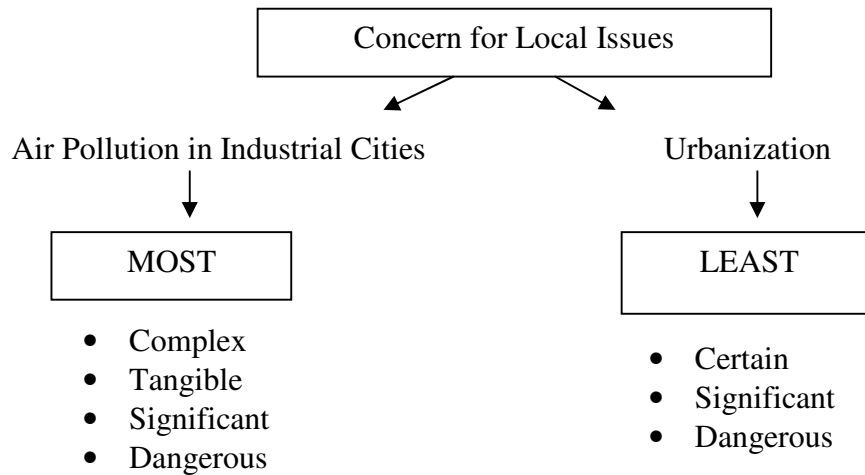 Concern for Local Issues
Air Pollution in Industrial Cities
Urbanization
MOST
LEAST
• Complex
• Tangible
• Significant
• Dangerous
• Certain
• Significant
• Dangerous